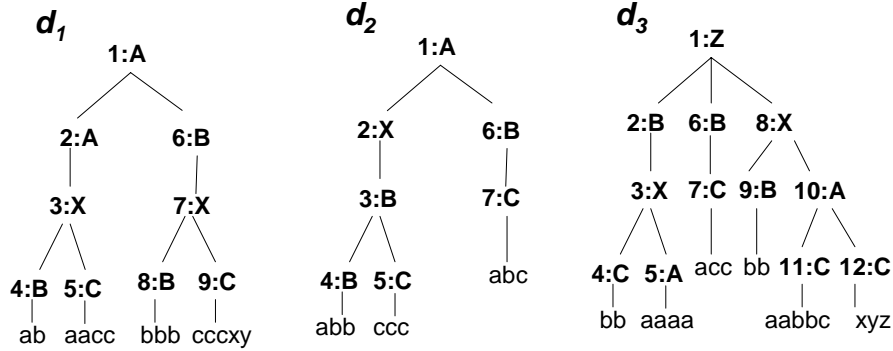 d1 d2 d3
1:A 1:A 1:Z
2:A 6:B 2:X 6:B 2:B 6:B 8:X
3:X 7:X 3:B 7:C 3:X 7:C 9:B 10:A
4:B 5:C 8:B 9:C 4:B 5:C abc 4:C 5:A acc bb 11:C 12:C
ab aacc bbb cccxy abb ccc bb aaaa aabbc xyz